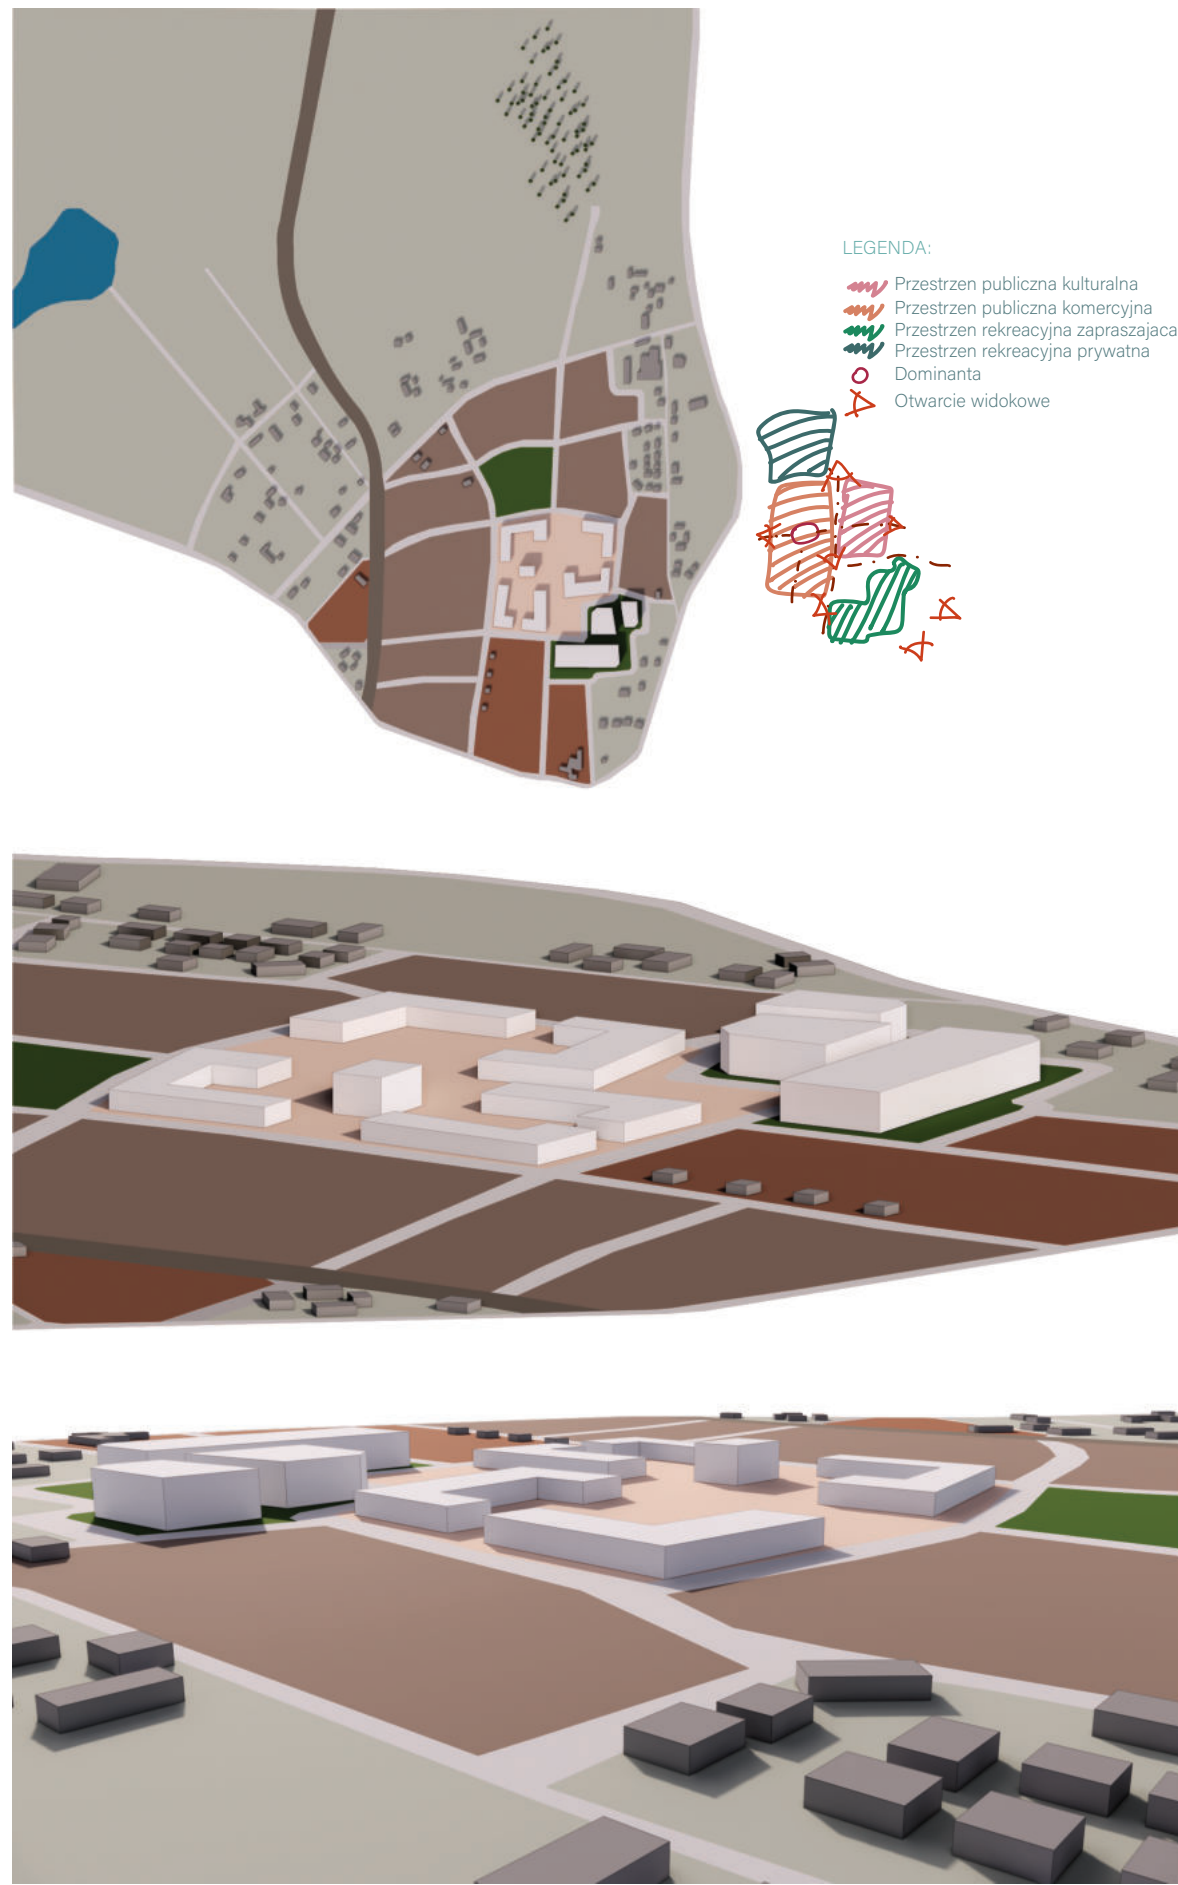 LEGENDA:
Przestrzen publiczna kulturalna
Przestrzen publiczna komercyjna
Przestrzen rekreacyjna zapraszajaca
Przestrzen rekreacyjna prywatna
Dominanta
Otwarcie widokowe